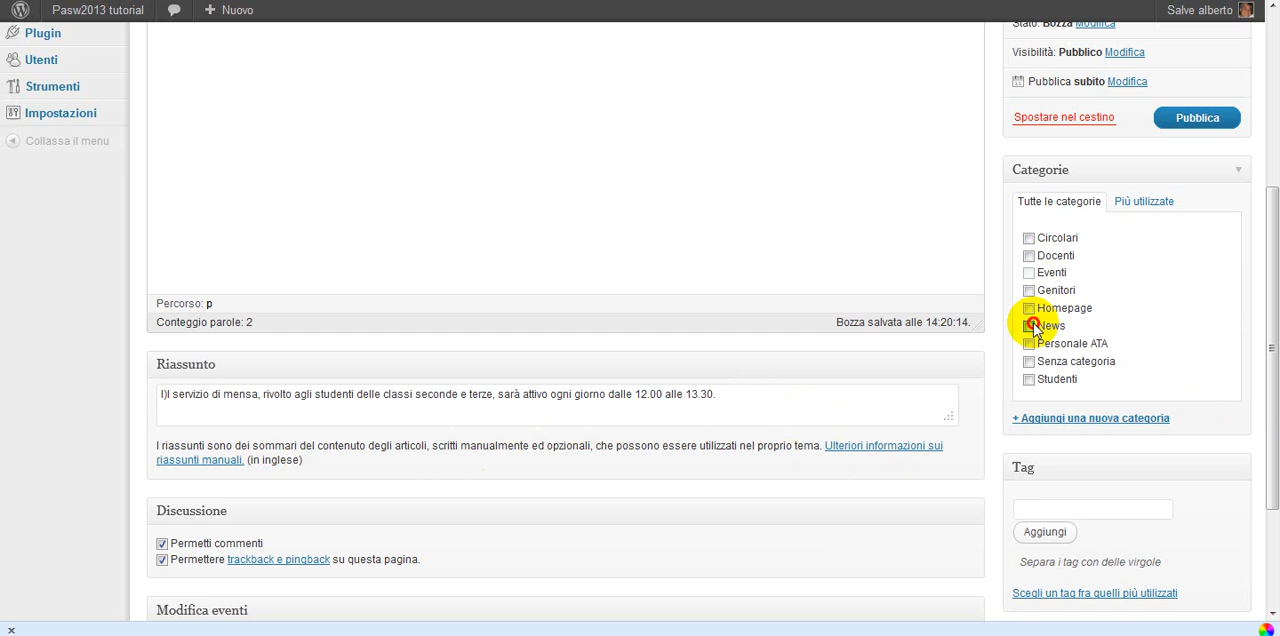 Pasw2013 tutorial
Nuovo
Salve alberto
Plugin
Utenti
Strumenti
Impostazioni
Collassa il menu
Percorso: p
Conteggio parole: 2
Bozza salvata alle 14:20:14.
Riassunto
I)l servizio di mensa, rivolto agli studenti delle classi seconde e terze, sarà attivo ogni giorno dalle 12.00 alle 13.30.
I riassunti sono dei sommari del contenuto degli articoli, scritti manualmente ed opzionali, che possono essere utilizzati nel proprio tema. Ulteriori informazioni sui
riassunti manuali. (in inglese)
Discussione
Permetti commenti
Permettere trackback e pingback su questa pagina.
Modifica eventi
Stato: Bozza Modifica
Visibilità: Pubblico Modifica
Pubblica subito Modifica
Spostare nel cestino
Pubblica
Categorie
Tutte le categorie
Più utilizzate
Circolari
Docenti
Eventi
Genitori
Homepage
News
Personale ATA
Senza categoria
Studenti
+ Aggiungi una nuova categoria
Tag
Aggiungi
Separa i tag con delle virgole
Scegli un tag fra quelli più utilizzati